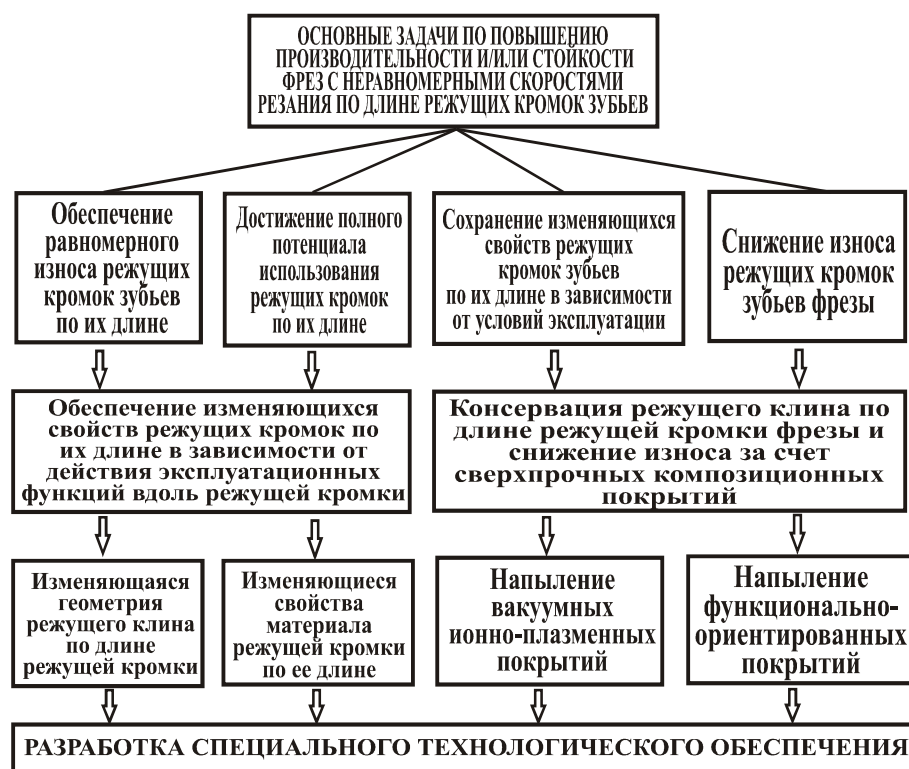 ОСНОВНЫЕ ЗАДАЧИ ПО ПОВЫШЕНИЮ
ПРОИЗВОДИТЕЛЬНОСТИ И/ИЛИ СТОЙКОСТИ
ФРЕЗ С НЕРАВНОМЕРНЫМИ СКОРОСТЯМИ
РЕЗАНИЯ ПО ДЛИНЕ РЕЖУЩИХ КРОМОК ЗУБЬЕВ
Обеспечение
равномерного
износа режущих
кромок зубьев
по их длине
Достижение полного
потенциала
использования
режущих кромок
по их длине
Сохранение изменяющихся
свойств режущих
кромок зубьев
по их длине в зависимости
от условий эксплуатации
Снижение износа
режущих кромок
зубьев фрезы
Обеспечение изменяющихся
свойств режущих кромок по
их длине в зависимости от
действия эксплуатационных
функций вдоль режущей кромки
Консервация режущего клина по
длине режущей кромки фрезы и
снижение износа за счет
сверхпрочных композиционных
покрытий
Изменяющаяся
геометрия
режущего клина
по длине
режущей кромки
Изменяющиеся
свойства
материала
режущей кромки
по ее длине
Напыление
вакуумных
ионно-плазменных
покрытий
Напыление
функционально-
ориентированных
покрытий
РАЗРАБОТКА СПЕЦИАЛЬНОГО ТЕХНОЛОГИЧЕСКОГО ОБЕСПЕЧЕНИЯ